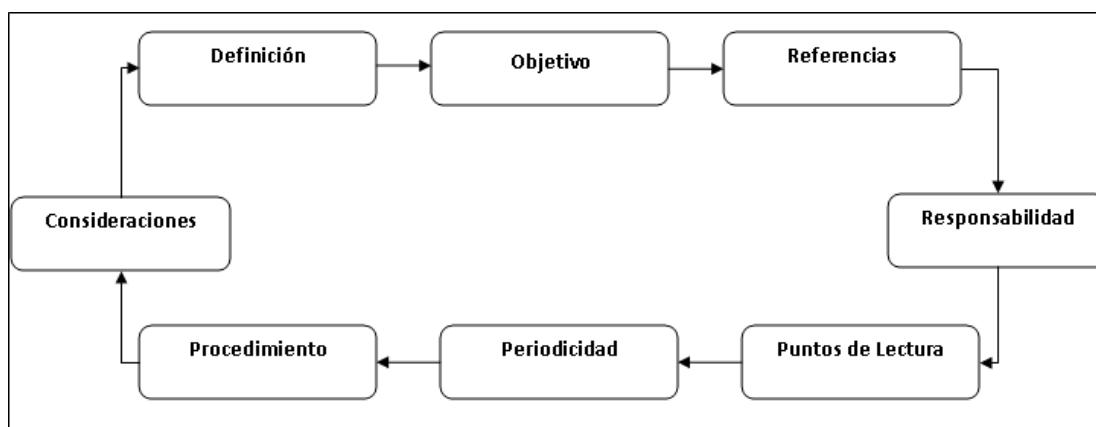 Definición
Objetivo
Referencias
Consideraciones
Responsabilidad
Procedimiento
Periodicidad
Puntos de Lectura